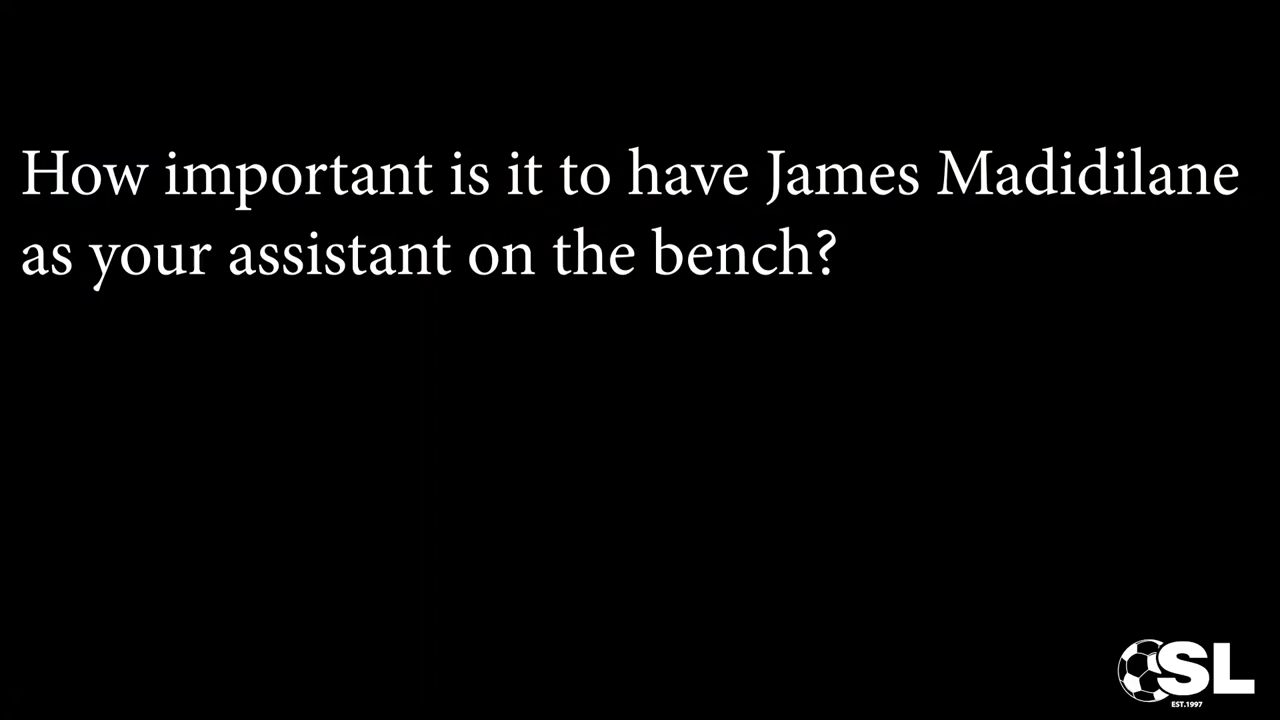 How important is it to have James Madidilane
as your assistant on the bench?
SL
EST.1997